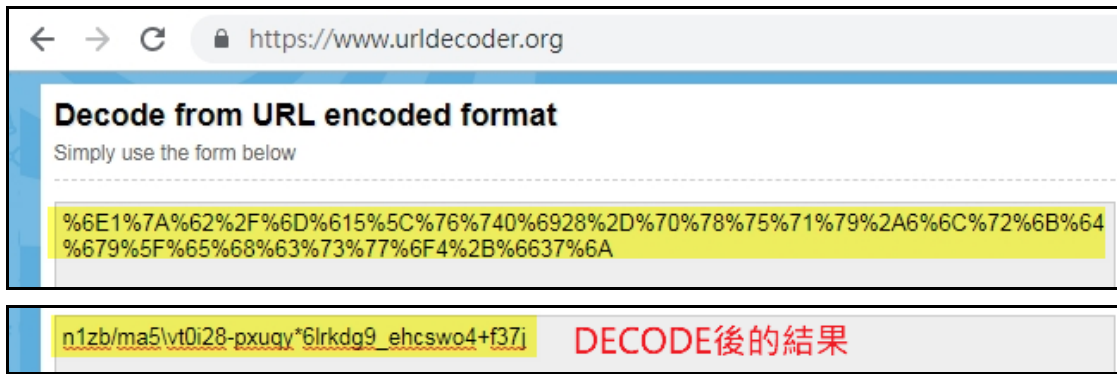 https://www.urldecoder.org
Decode from URL encoded format
Simply use the form below
%6E1%7A%62%2F%6D%615%5C%76%740%6928%2D%70%78%75%71%79%2A6%6C%72%6B%64
%679%5F%65%68%63%73%77%6F4%2B%6637%6A
n1zb/ma5\vt0i28-pxuqy*6lrkdg9_ehcswo4+f37j DECODE後的結果